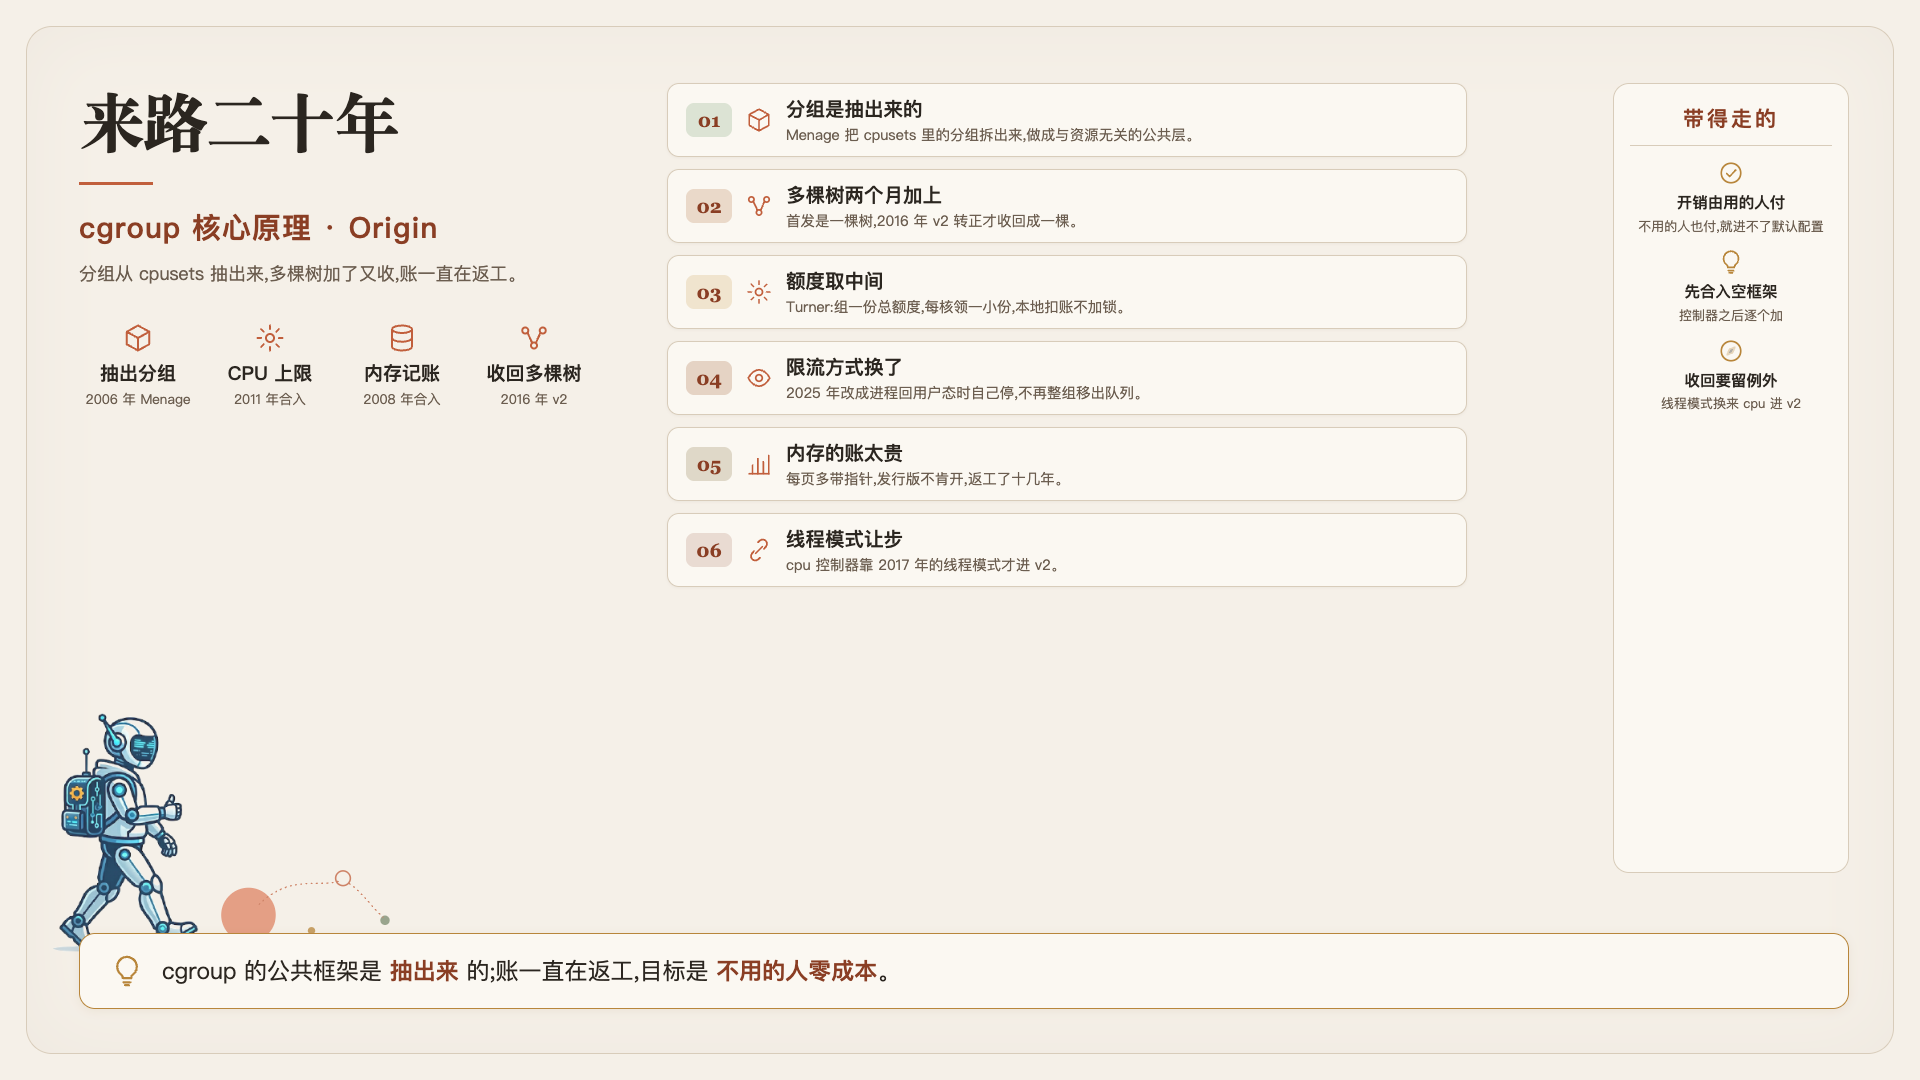 来路二十年
cgroup 核心原理 · Origin
分组从 cpusets 抽出来,多棵树加了又收,账一直在返工。
抽出分组
2006 年 Menage
CPU 上限
2011 年合入
内存记账
2008 年合入
收回多棵树
2016 年 v2
01
分组是抽出来的
Menage 把 cpusets 里的分组拆出来,做成与资源无关的公共层。
02
多棵树两个月加上
首发是一棵树,2016 年 v2 转正才收回成一棵。
03
额度取中间
Turner:组一份总额度,每核领一小份,本地扣账不加锁。
04
限流方式换了
2025 年改成进程回用户态时自己停,不再整组移出队列。
05
内存的账太贵
每页多带指针,发行版不肯开,返工了十几年。
06
线程模式让步
cpu 控制器靠 2017 年的线程模式才进 v2。
带得走的
开销由用的人付
不用的人也付,就进不了默认配置
先合入空框架
控制器之后逐个加
收回要留例外
线程模式换来 cpu 进 v2
cgroup 的公共框架是 抽出来 的;账一直在返工,目标是 不用的人零成本。